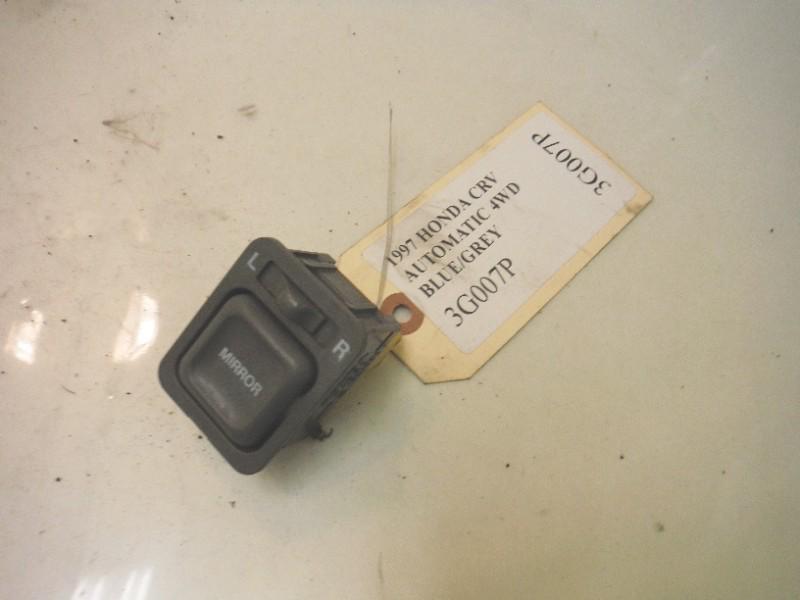 L
R
MIRROR
1997 HONDA CRV
AUTOMATIC 4WD
BLUE/GREY
3G007P
3G007P